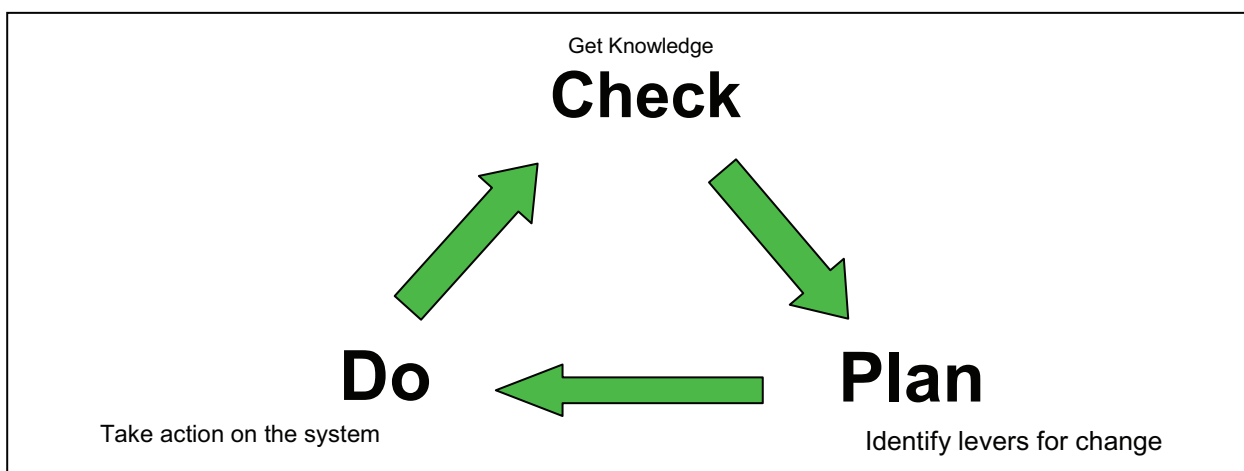 Get Knowledge
Check
Do
Plan
Take action on the system
Identify levers for change